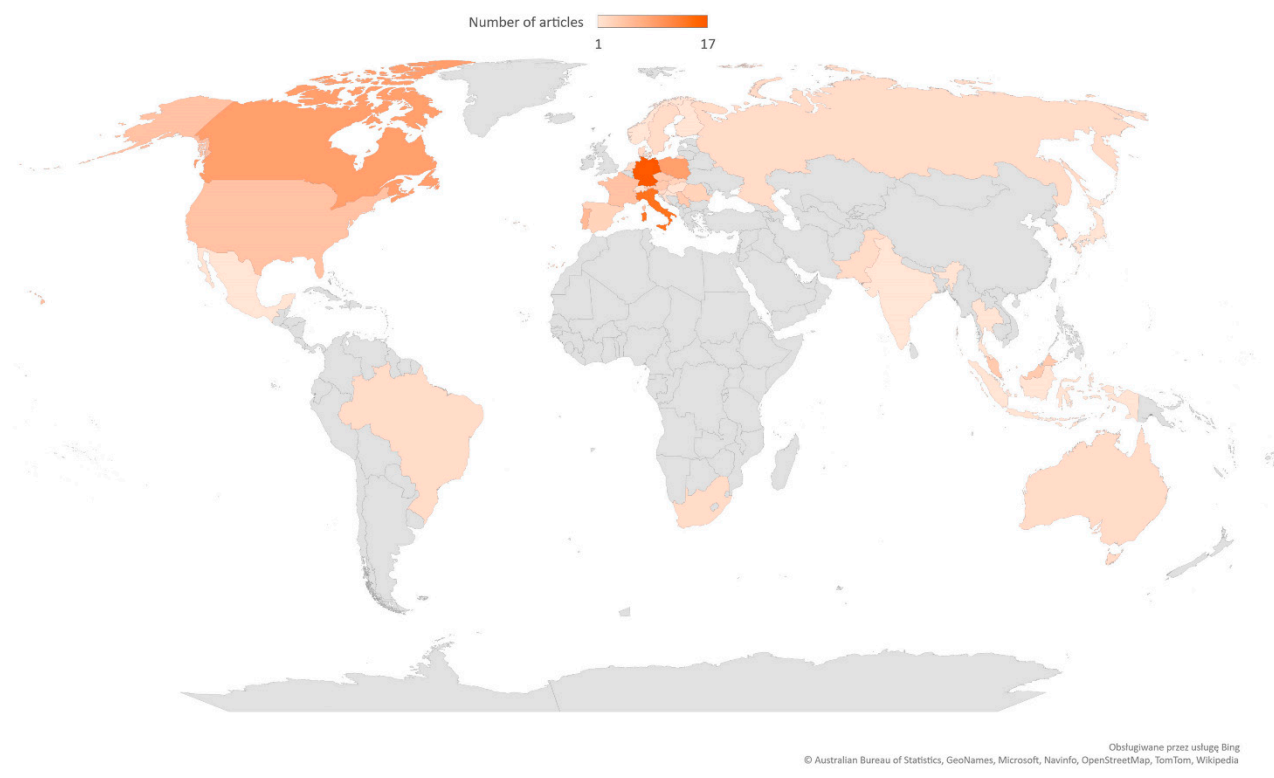 Number of articles
1 17
Obsługiwane przez usługę Bing
© Australian Bureau of Statistics, GeoNames, Microsoft, Navinfo, OpenStreetMap, TomTom, Wikipedia